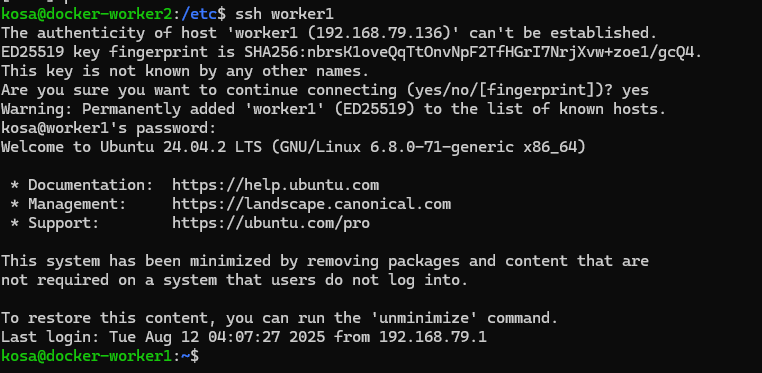 kosa@docker-worker2:/etc$ ssh worker1
The authenticity of host 'worker1 (192.168.79.136)' can't be established.
ED25519 key fingerprint is SHA256:nbrsK1oveQqTtOnvNpF2TfHGrI7NrjXvw+zoe1/gcQ4.
This key is not known by any other names.
Are you sure you want to continue connecting (yes/no/[fingerprint])? yes
Warning: Permanently added 'worker1' (ED25519) to the list of known hosts.
kosa@worker1's password:
Welcome to Ubuntu 24.04.2 LTS (GNU/Linux 6.8.0-71-generic x86_64)

 * Documentation:  https://help.ubuntu.com
 * Management:     https://landscape.canonical.com
 * Support:        https://ubuntu.com/pro

This system has been minimized by removing packages and content that are
not required on a system that users do not log into.

To restore this content, you can run the 'unminimize' command.
Last login: Tue Aug 12 04:07:27 2025 from 192.168.79.1
kosa@docker-worker1:~$